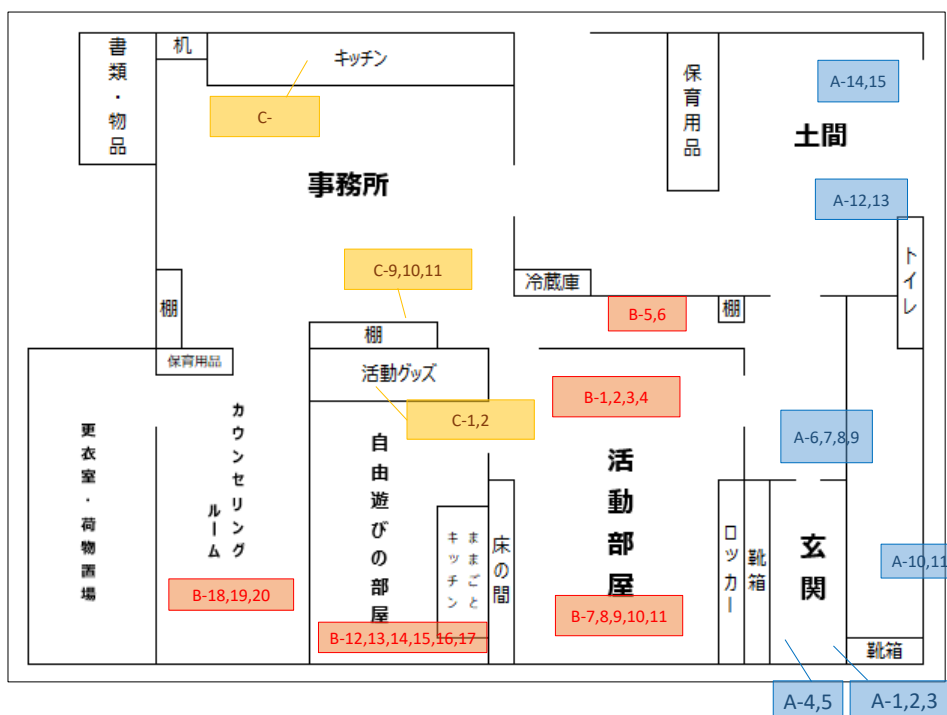 書類・物品
机
キッチン
保育用品
A-14,15
C-
土間
事務所
A-12,13
トイレ
C-9,10,11
冷蔵庫
棚
B-5,6
棚
棚
保育用品
活動グッズ
B-1,2,3,4
C-1,2
カウンセリング
ルーム
更衣室・荷物置場
自由遊びの部屋
活動部屋
A-6,7,8,9
ままごと
キッチン
床の間
ロッカー
靴箱
玄関
A-10,11
B-18,19,20
B-7,8,9,10,11
B-12,13,14,15,16,17
靴箱
A-4,5
A-1,2,3